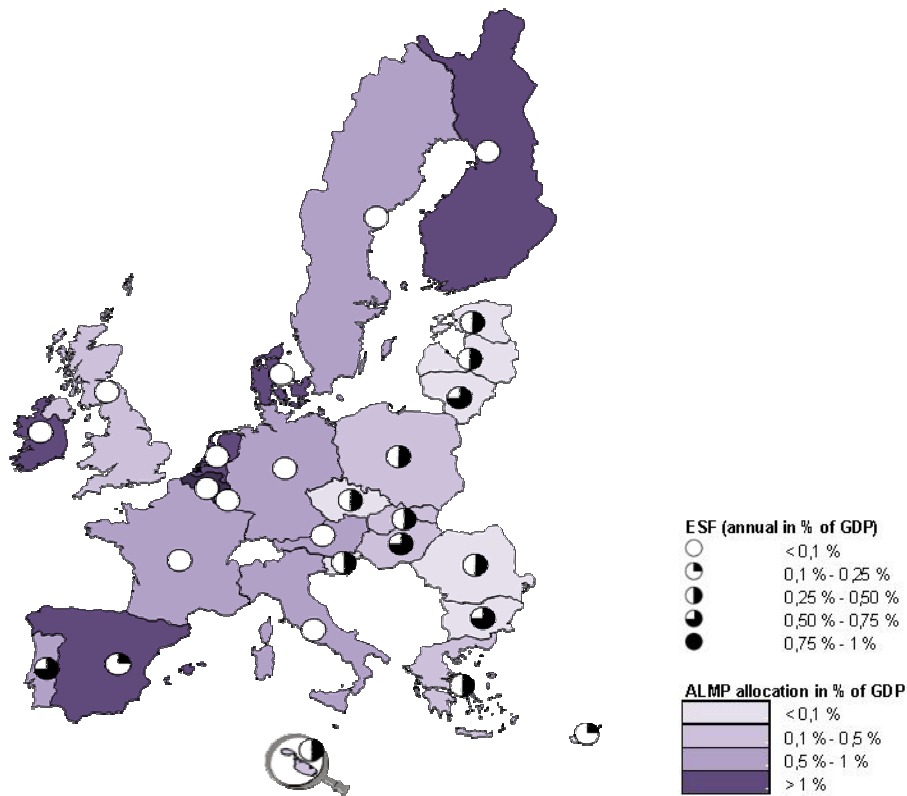 ESF (annual in % of GDP)
< 0,1 %
0,1 % - 0,25 %
0,25 % - 0,50 %
0,50 % - 0,75 %
0,75 % - 1 %
ALMP allocation in % of GDP
< 0,1 %
0,1 % - 0,5 %
0,5 % - 1 %
> 1 %